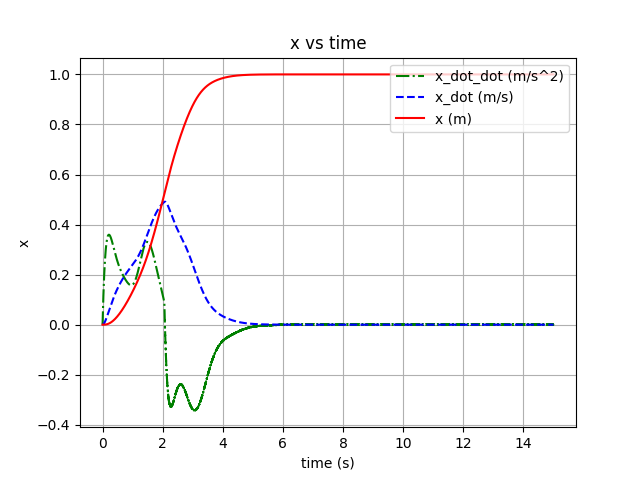 x vs time
x_dot_dot (m/s^2)
x_dot (m/s)
x (m)
1.0
0.8
0.6
0.4
0.2
0.0
−0.2
−0.4
x
0 2 4 6 8 10 12 14
time (s)